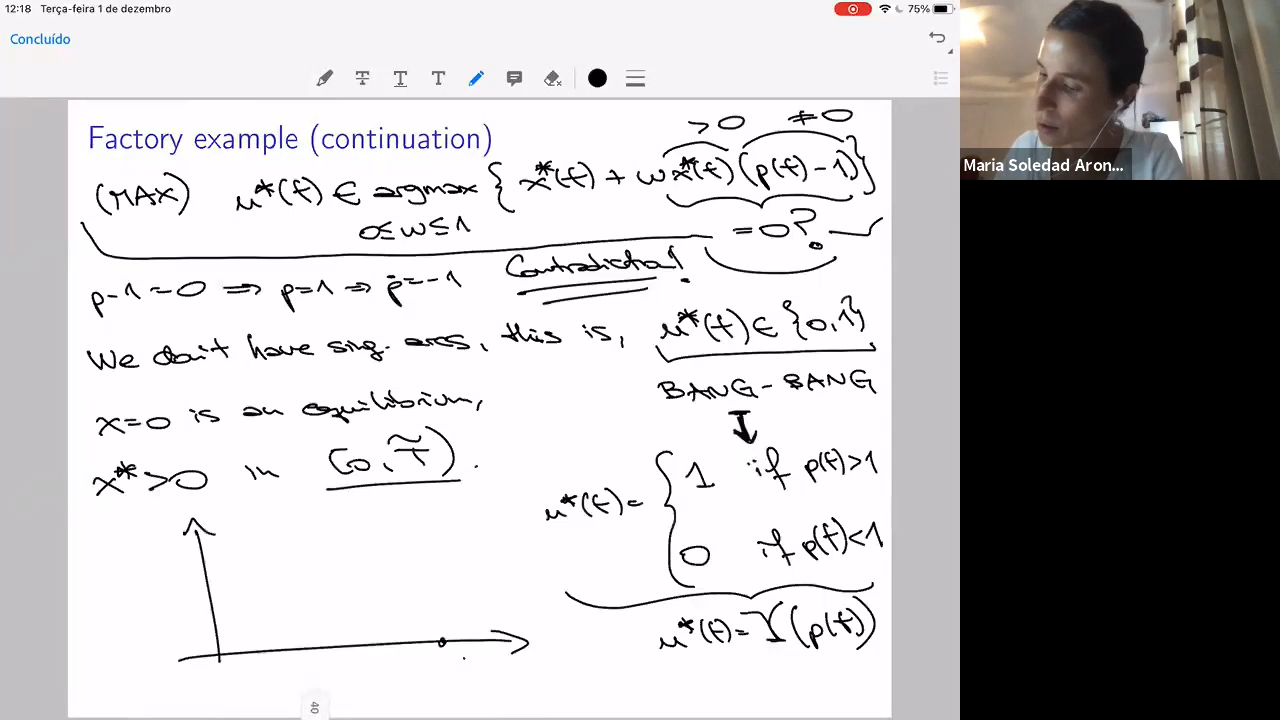 12:18 Terça-feira 1 de dezembro
75%
Concluído
T T T
Factory example (continuation)
>0 ≠0
(MAX) u*(t) ∈ argmax { x*(t) + w x*(t) (p(t) - 1) }
0≤w≤1
=0?
p-1=0 ⇒ p=1 ⇒ ṗ=-1 Contradiction!
We don't have sing. arcs, this is, u*(t) ∈ {0,1}
BANG-BANG
x=0 is an equilibrium,
x*>0 in [0,T̃].
u*(t)= { 1 if p(t)>1
0 if p(t)<1
u*(t)=ϒ(p(t))
40
Maria Soledad Aron...